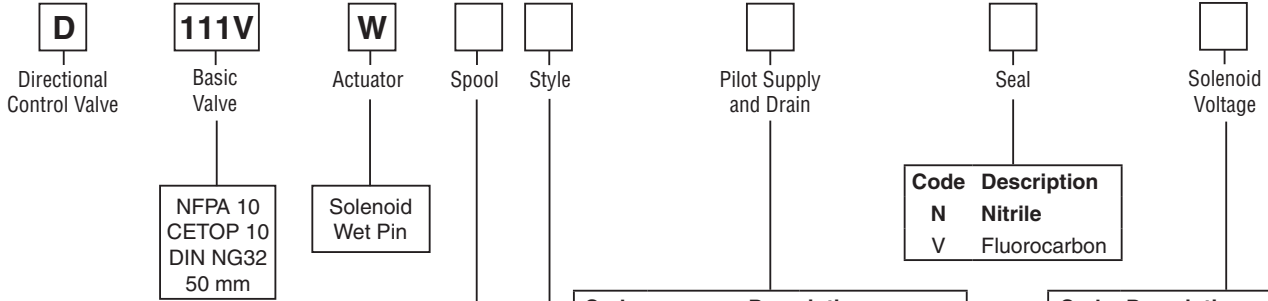 D 111V W
Directional Control Valve
Basic Valve
Actuator
Spool
Style
Pilot Supply and Drain
Seal
Solenoid Voltage
NFPA 10
CETOP 10
DIN NG32
50 mm
Solenoid
Wet Pin
Code Description
N Nitrile
V Fluorocarbon